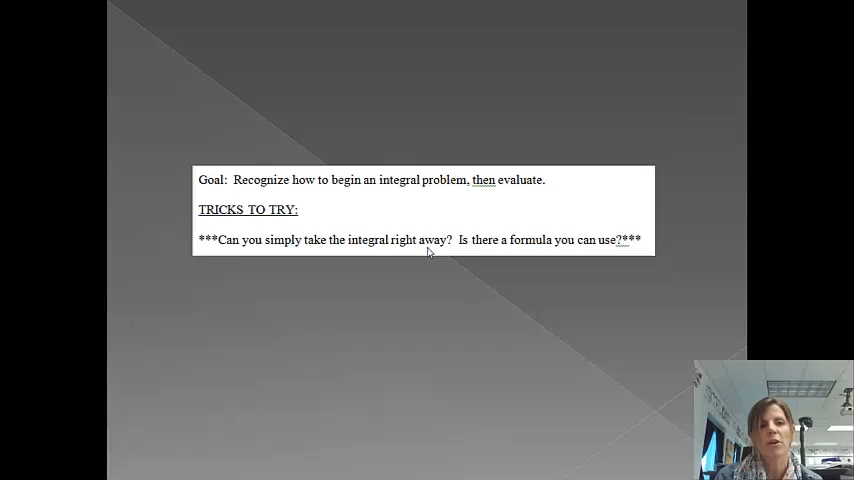 Goal: Recognize how to begin an integral problem, then evaluate.
TRICKS TO TRY:
***Can you simply take the integral right away? Is there a formula you can use?***